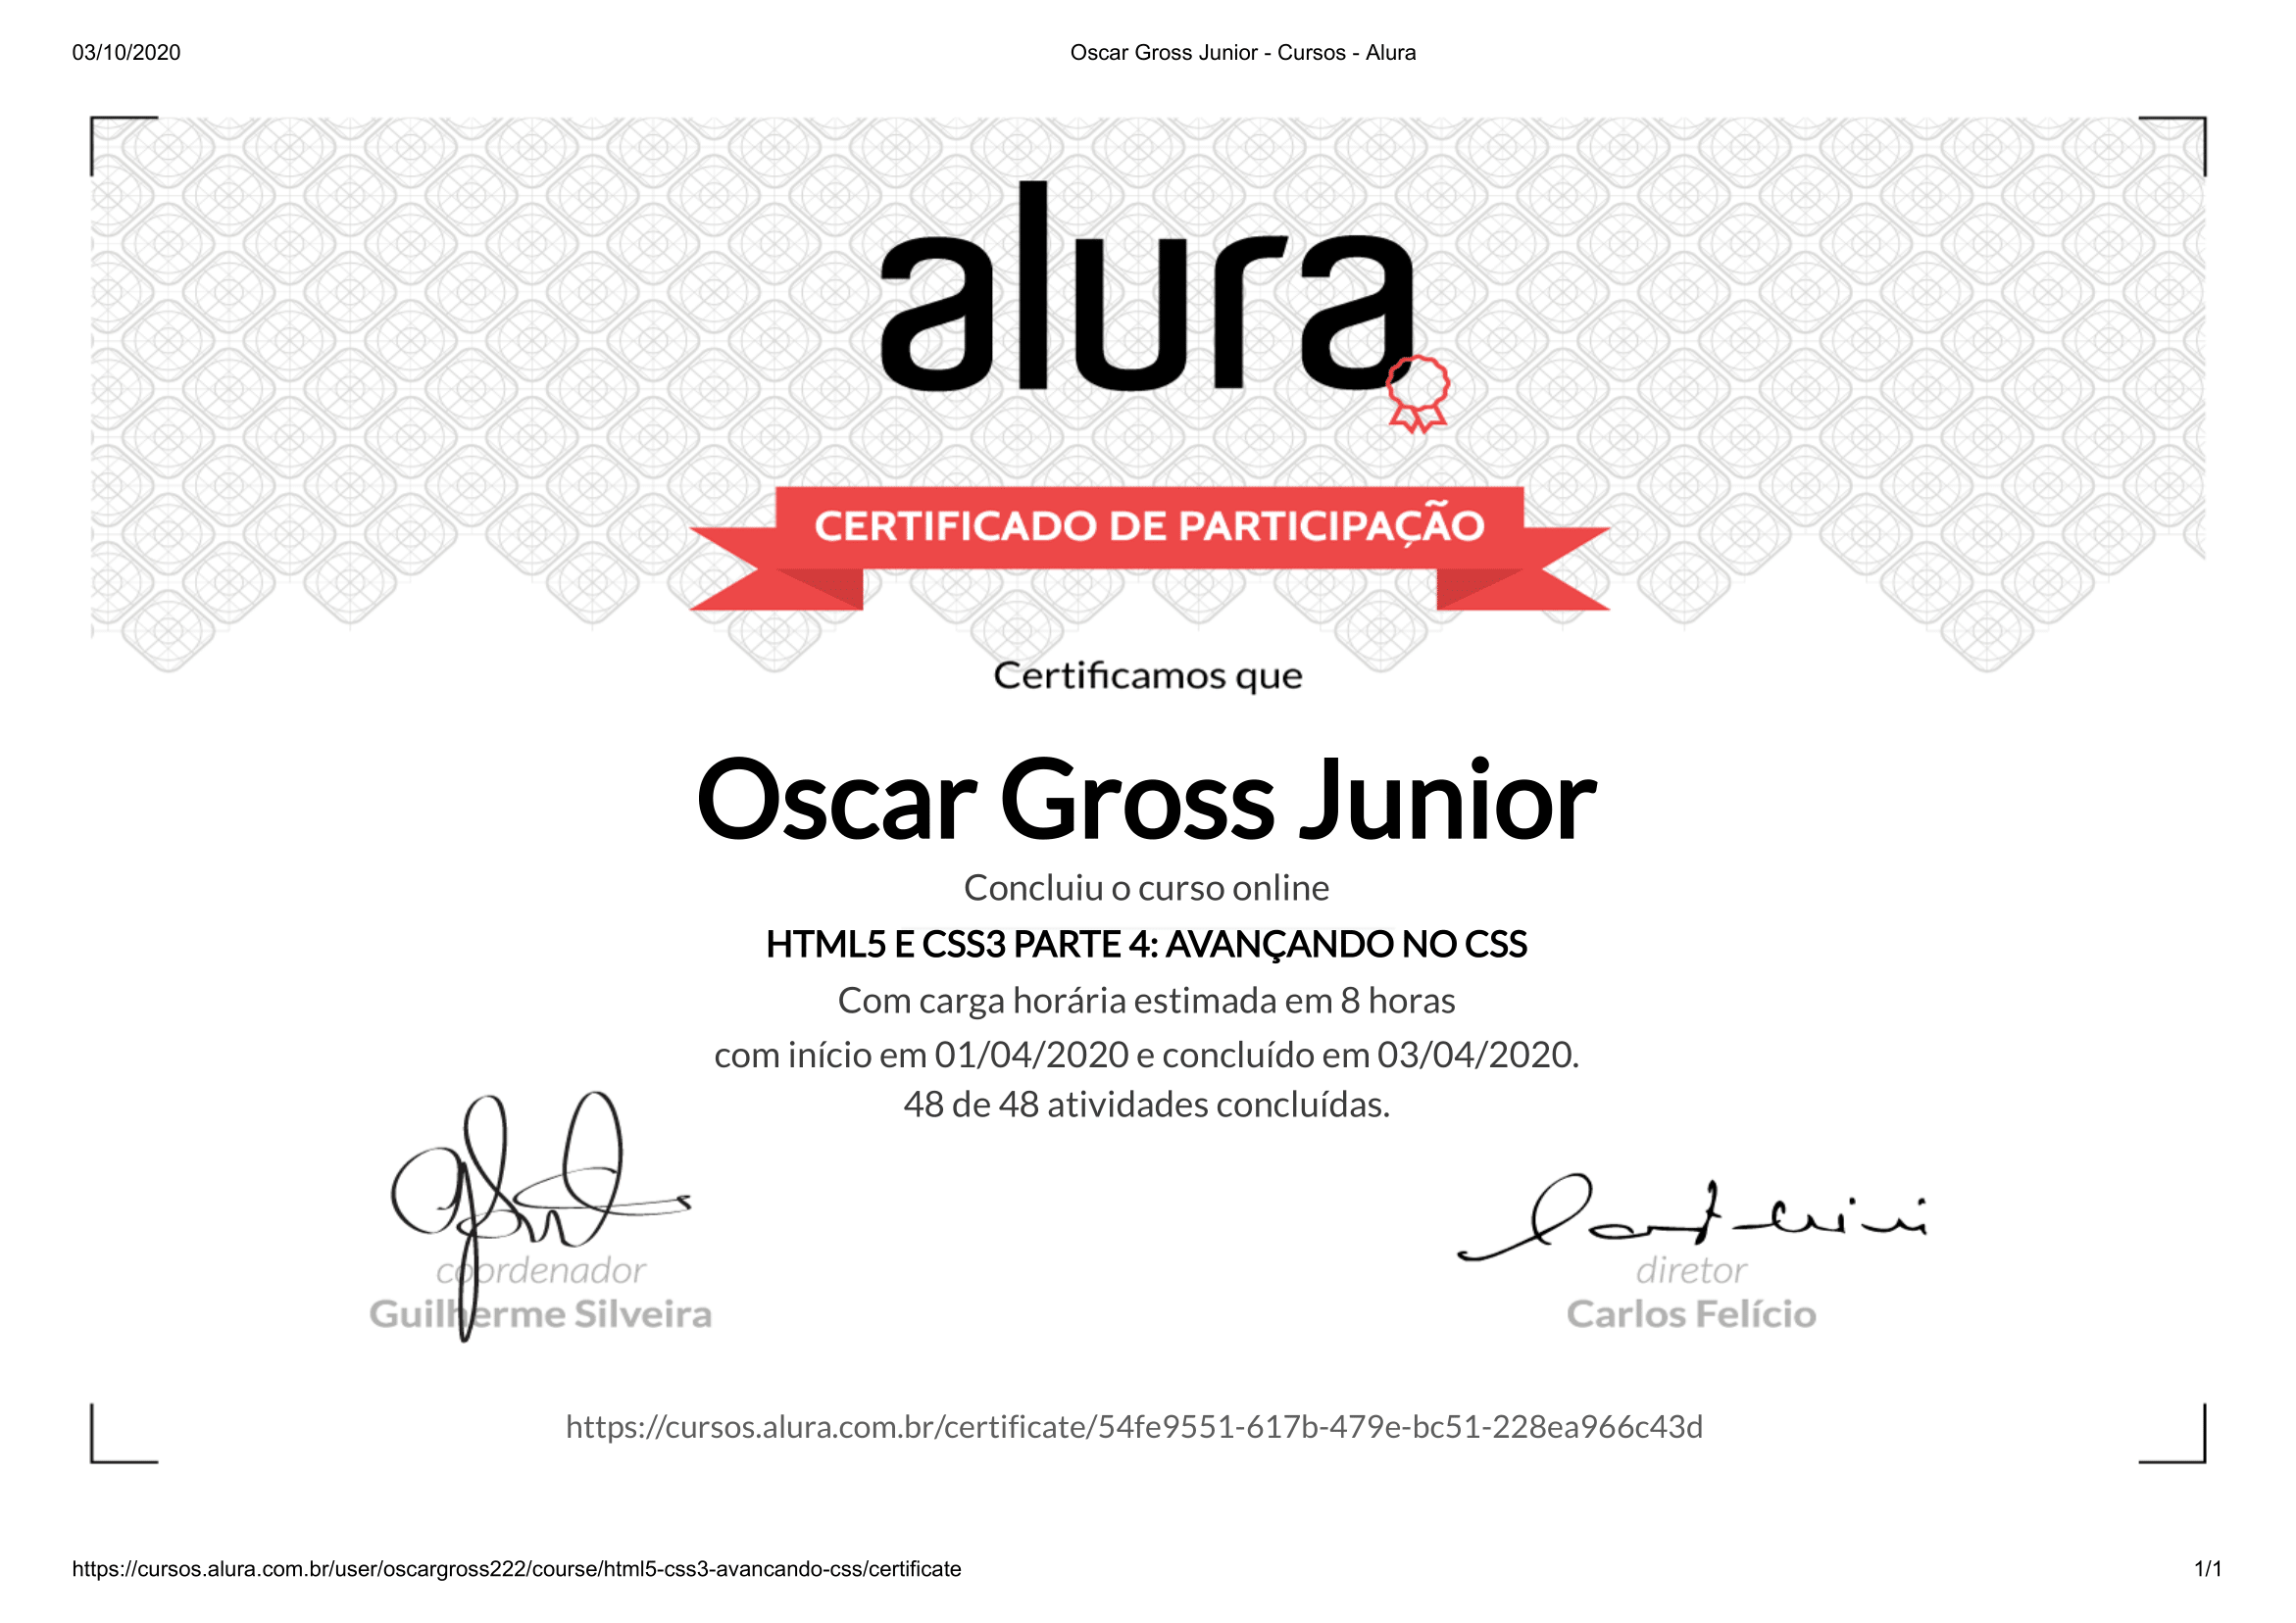 03/10/2020
Oscar Gross Junior - Cursos - Alura
alura
CERTIFICADO DE PARTICIPAÇÃO
Certificamos que
Oscar Gross Junior
Concluiu o curso online
HTML5 E CSS3 PARTE 4: AVANÇANDO NO CSS
Com carga horária estimada em 8 horas
com início em 01/04/2020 e concluído em 03/04/2020.
48 de 48 atividades concluídas.
coordenador
Guilherme Silveira
diretor
Carlos Felício
https://cursos.alura.com.br/certificate/54fe9551-617b-479e-bc51-228ea966c43d
https://cursos.alura.com.br/user/oscargross222/course/html5-css3-avancando-css/certificate
1/1